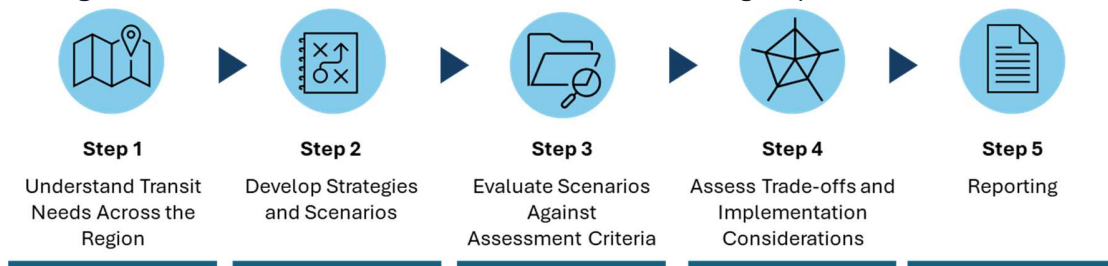 Step 1
Step 2
Step 3
Step 4
Step 5
Understand Transit
Needs Across the
Region
Develop Strategies
and Scenarios
Evaluate Scenarios
Against
Assessment Criteria
Assess Trade-offs and
Implementation
Considerations
Reporting